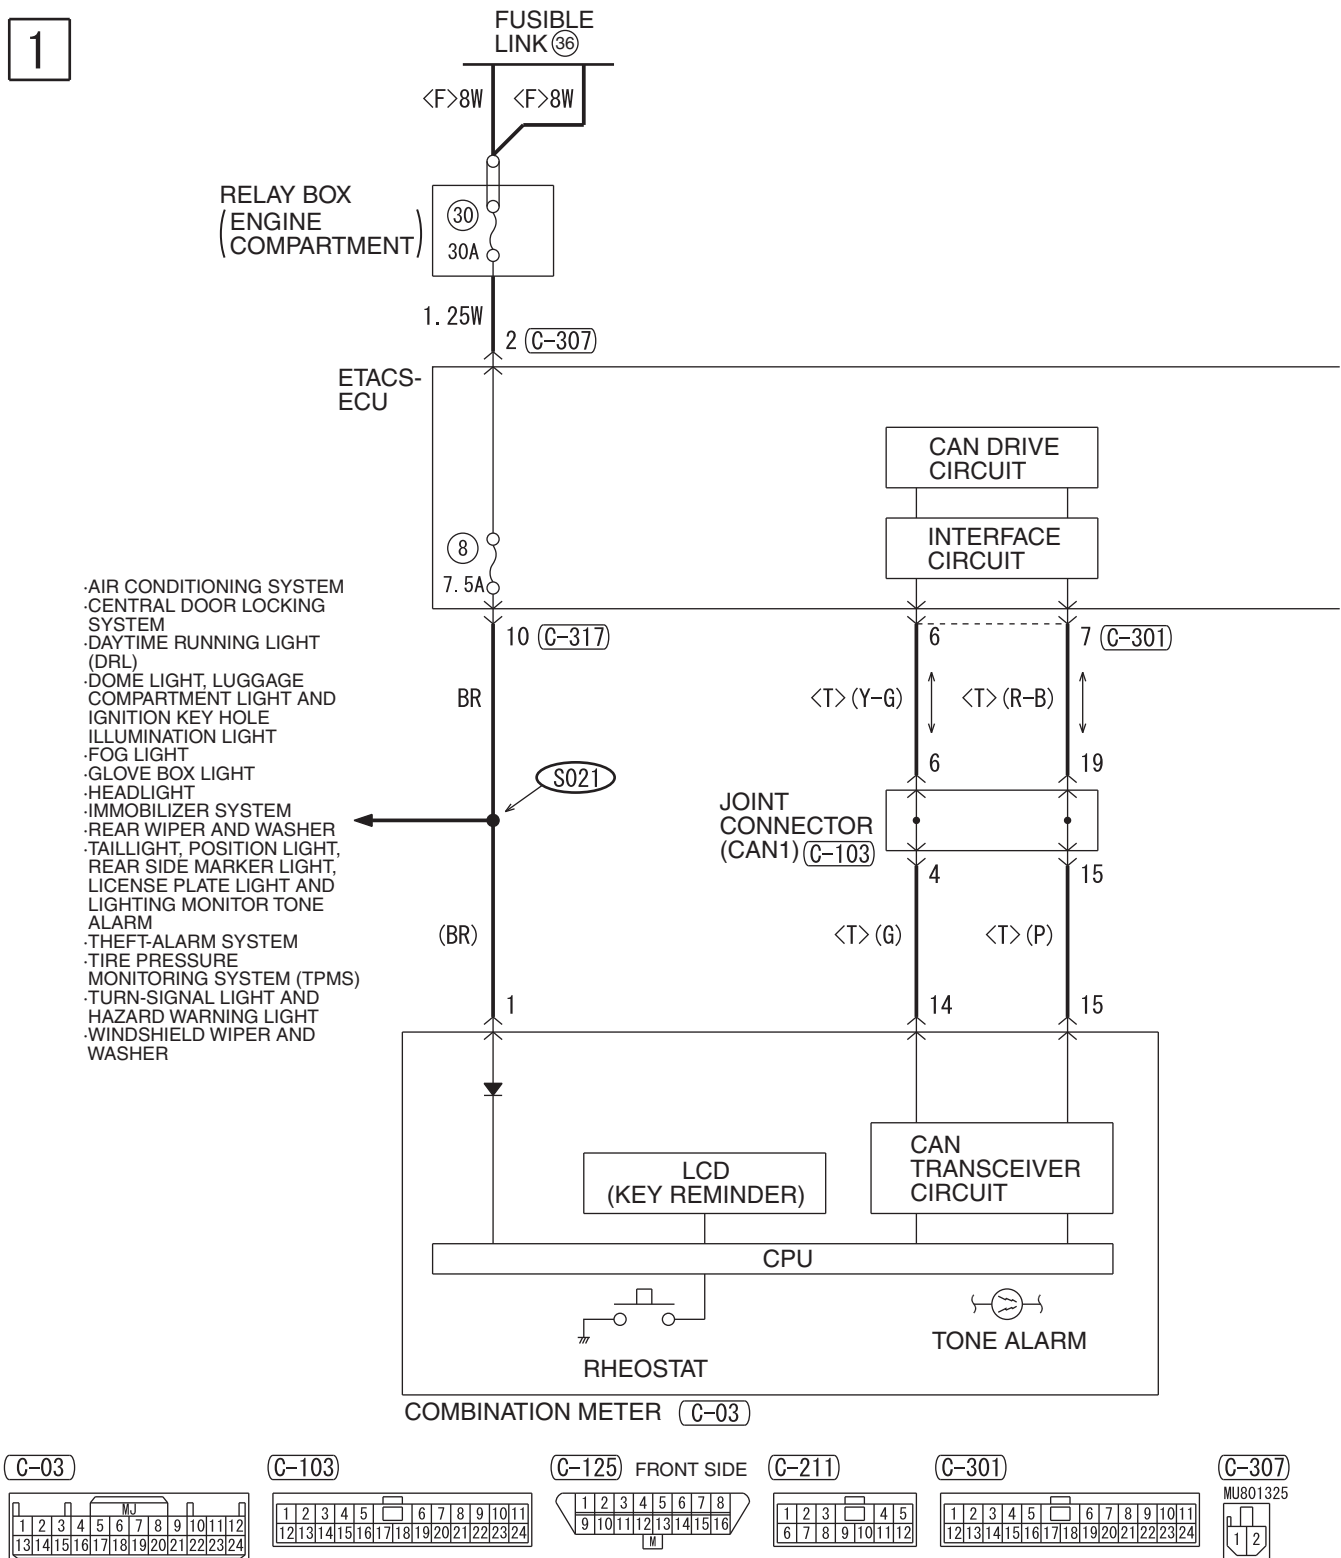 1
FUSIBLE
LINK 36
<F>8W
<F>8W
RELAY BOX
(ENGINE
COMPARTMENT)
30
30A
1.25W
2 C-307
ETACS-
ECU
CAN DRIVE
CIRCUIT
INTERFACE
CIRCUIT
8
7.5A
10 C-317
6
7 C-301
·AIR CONDITIONING SYSTEM
·CENTRAL DOOR LOCKING
SYSTEM
·DAYTIME RUNNING LIGHT
(DRL)
·DOME LIGHT, LUGGAGE
COMPARTMENT LIGHT AND
IGNITION KEY HOLE
ILLUMINATION LIGHT
·FOG LIGHT
·GLOVE BOX LIGHT
·HEADLIGHT
·IMMOBILIZER SYSTEM
·REAR WIPER AND WASHER
·TAILLIGHT, POSITION LIGHT,
REAR SIDE MARKER LIGHT,
LICENSE PLATE LIGHT AND
LIGHTING MONITOR TONE
ALARM
·THEFT-ALARM SYSTEM
·TIRE PRESSURE
MONITORING SYSTEM (TPMS)
·TURN-SIGNAL LIGHT AND
HAZARD WARNING LIGHT
·WINDSHIELD WIPER AND
WASHER
BR
<T>(Y-G)
<T>(R-B)
6
19
S021
JOINT
CONNECTOR
(CAN1) C-103
4
15
(BR)
<T>(G)
<T>(P)
1
14
15
CAN
TRANSCEIVER
CIRCUIT
LCD
(KEY REMINDER)
CPU
RHEOSTAT
TONE ALARM
COMBINATION METER C-03
C-03
MJ
1 2 3 4 5 6 7 8 9 10 11 12
13 14 15 16 17 18 19 20 21 22 23 24
C-103
1 2 3 4 5 6 7 8 9 10 11
12 13 14 15 16 17 18 19 20 21 22 23 24
C-125 FRONT SIDE
1 2 3 4 5 6 7 8
9 10 11 12 13 14 15 16
M
C-211
1 2 3 4 5
6 7 8 9 10 11 12
C-301
1 2 3 4 5 6 7 8 9 10 11
12 13 14 15 16 17 18 19 20 21 22 23 24
C-307
MU801325
1 2